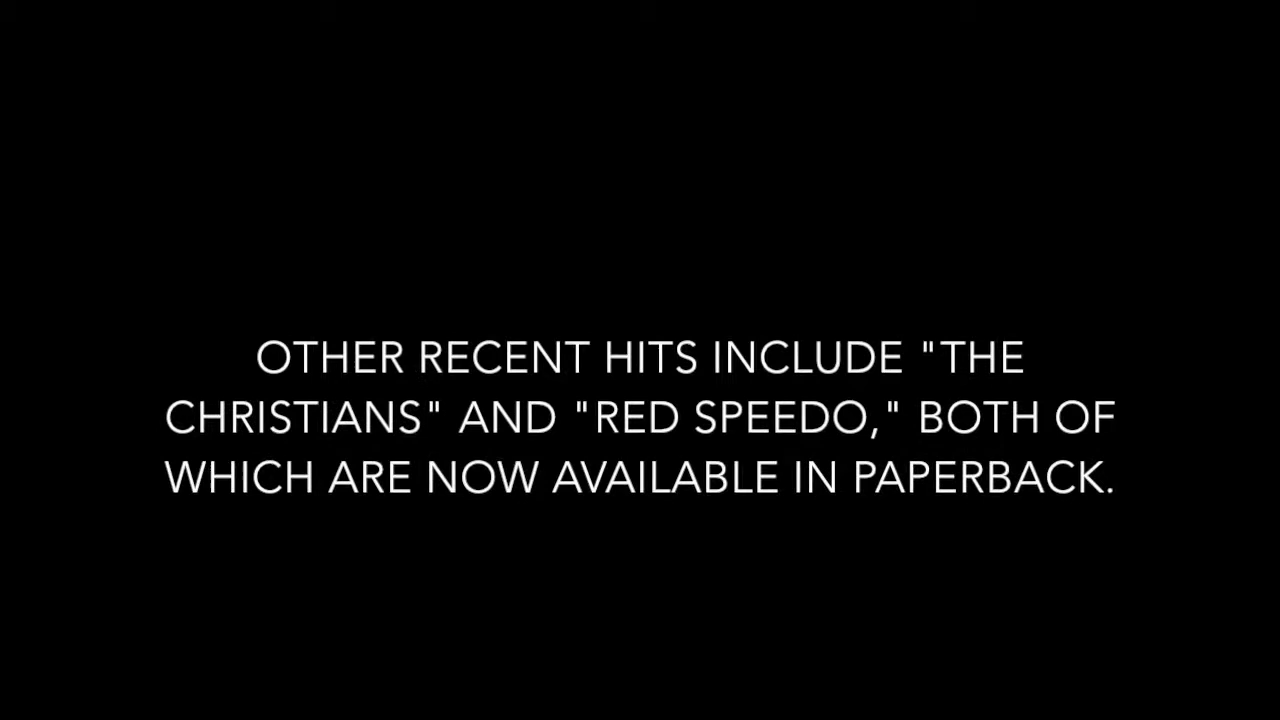 OTHER RECENT HITS INCLUDE "THE
CHRISTIANS" AND "RED SPEEDO," BOTH OF
WHICH ARE NOW AVAILABLE IN PAPERBACK.